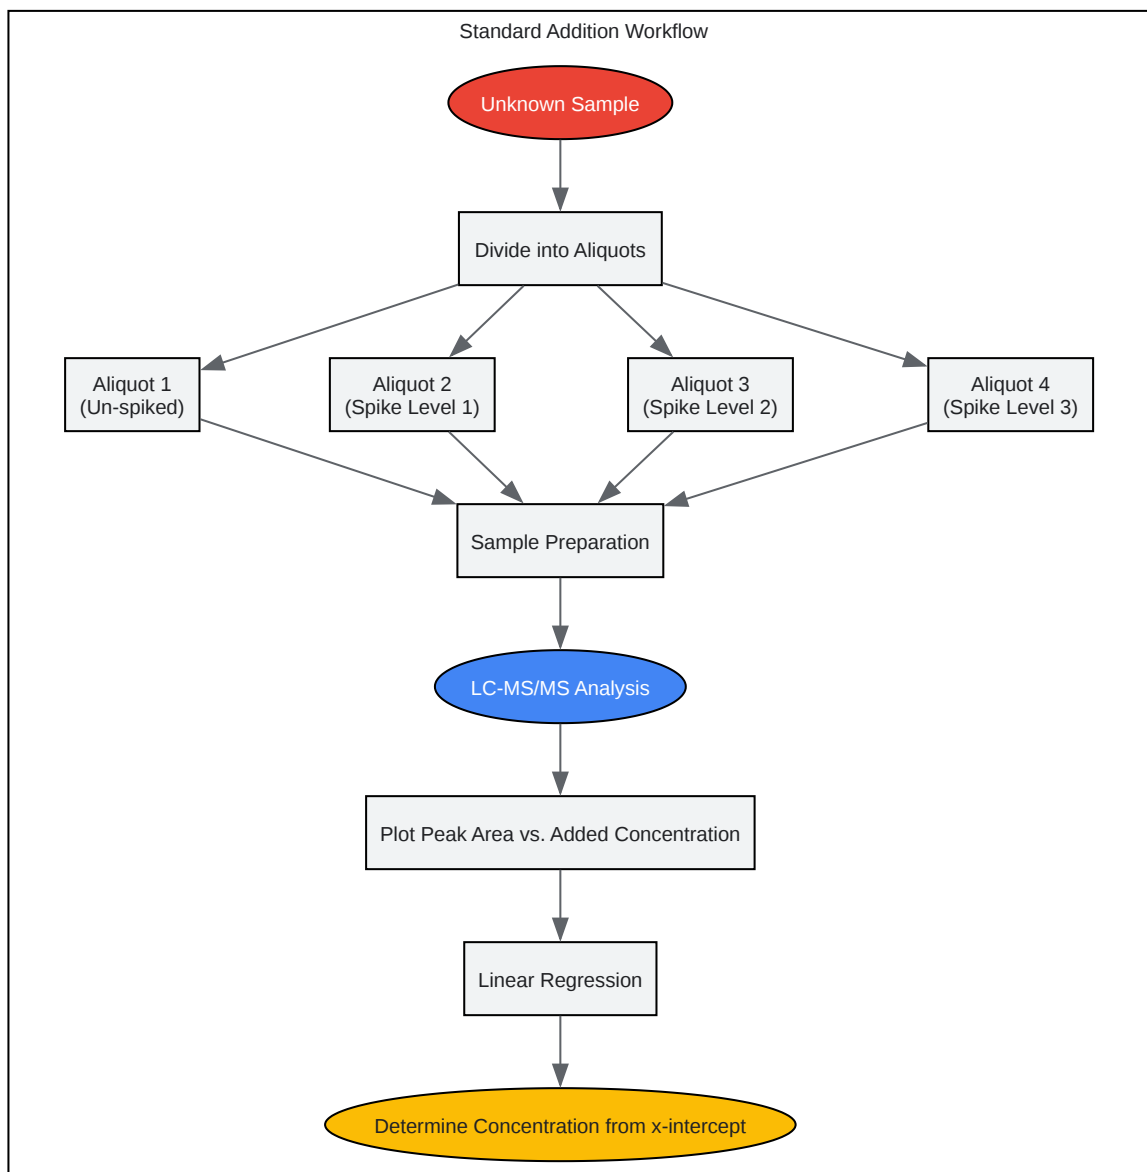 Standard Addition Workflow
Unknown Sample
Divide into Aliquots
Aliquot 1
(Un-spiked)
Aliquot 2
(Spike Level 1)
Aliquot 3
(Spike Level 2)
Aliquot 4
(Spike Level 3)
Sample Preparation
LC-MS/MS Analysis
Plot Peak Area vs. Added Concentration
Linear Regression
Determine Concentration from x-intercept